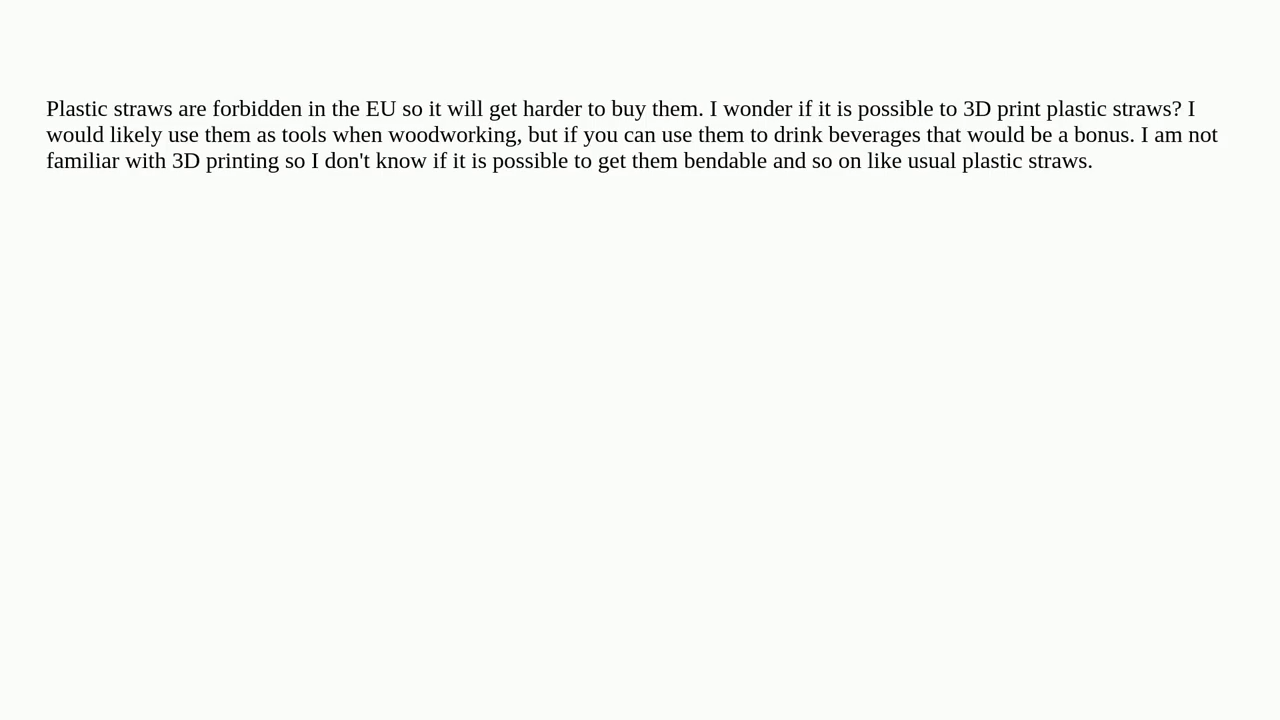 Plastic straws are forbidden in the EU so it will get harder to buy them. I wonder if it is possible to 3D print plastic straws? I
would likely use them as tools when woodworking, but if you can use them to drink beverages that would be a bonus. I am not
familiar with 3D printing so I don't know if it is possible to get them bendable and so on like usual plastic straws.